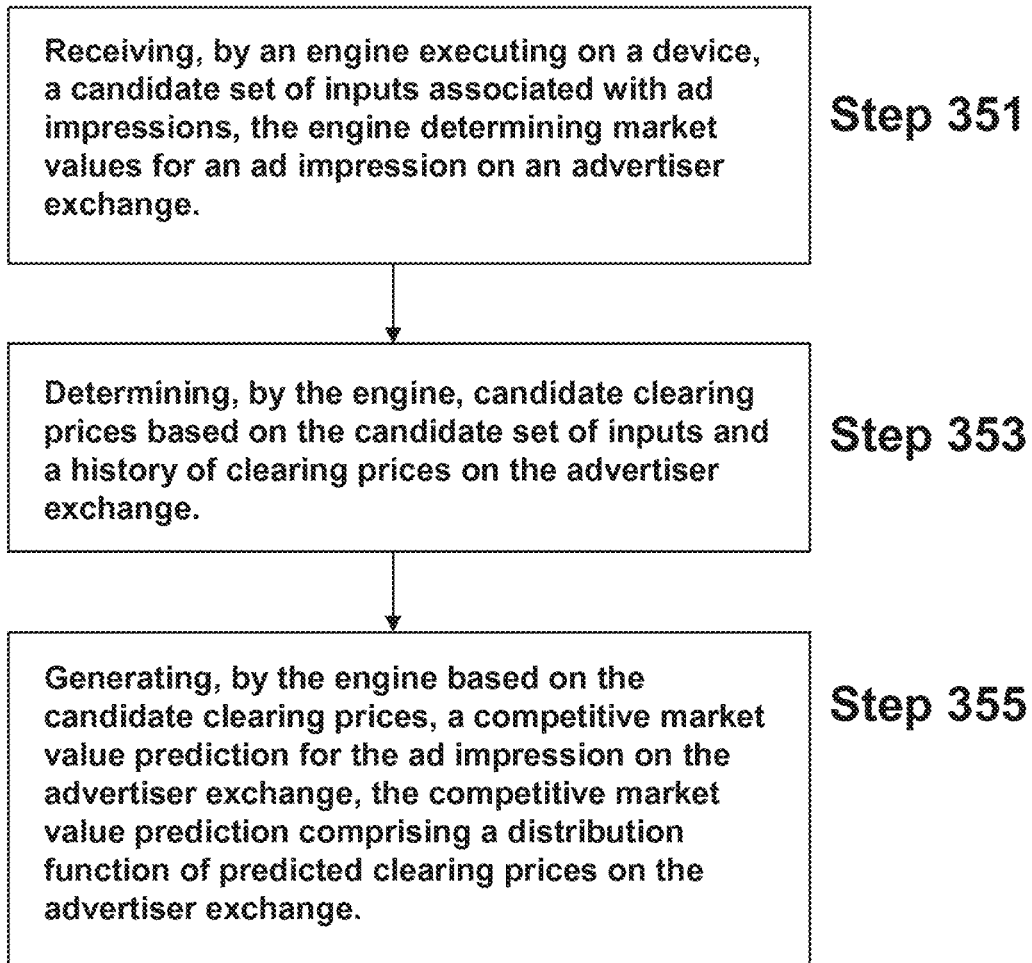 Receiving, by an engine executing on a device,
a candidate set of inputs associated with ad
impressions, the engine determining market
values for an ad impression on an advertiser
exchange.
Step 351
Determining, by the engine, candidate clearing
prices based on the candidate set of inputs and
a history of clearing prices on the advertiser
exchange.
Step 353
Generating, by the engine based on the
candidate clearing prices, a competitive market
value prediction for the ad impression on the
advertiser exchange, the competitive market
value prediction comprising a distribution
function of predicted clearing prices on the
advertiser exchange.
Step 355